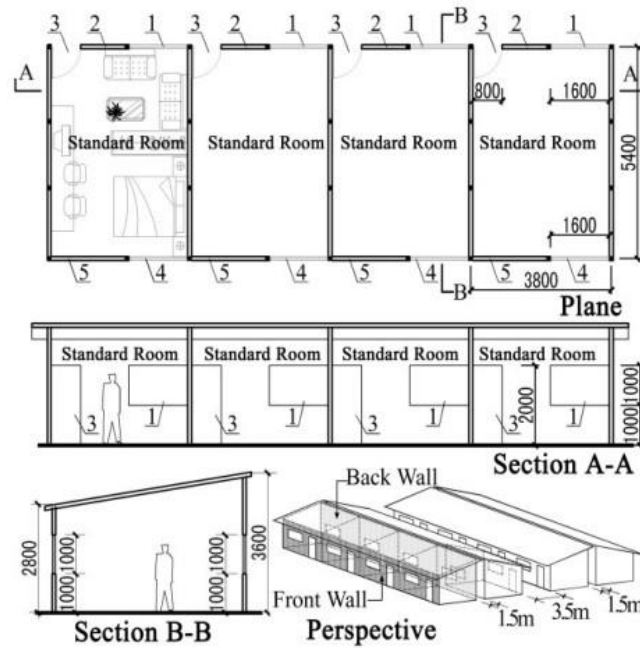 B
3 2 1 3 2 1 3 2 1 3 2 1
A A
800 1600
Standard Room Standard Room Standard Room Standard Room
5400
1600
5 4 5 4 5 4 5 4
B 3800
Plane
Standard Room Standard Room Standard Room Standard Room
3 1 3 1 3 1 3 2000 1 1000 1000
Section A-A
2800 1000 1000 1000 1000 3600
Section B-B
Back Wall
Front Wall
1.5m 3.5m 1.5m
Perspective